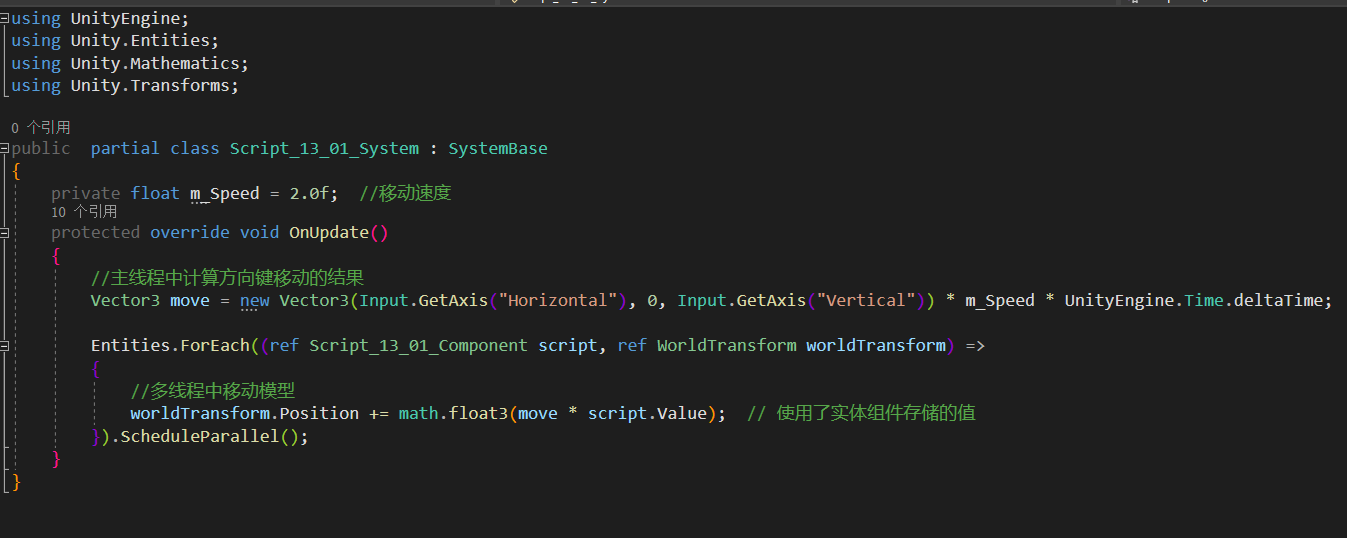 using UnityEngine;
using Unity.Entities;
using Unity.Mathematics;
using Unity.Transforms;
0 个引用
public partial class Script_13_01_System : SystemBase
{
private float m_Speed = 2.0f; //移动速度
10 个引用
protected override void OnUpdate()
{
//主线程中计算方向键移动的结果
Vector3 move = new Vector3(Input.GetAxis("Horizontal"), 0, Input.GetAxis("Vertical")) * m_Speed * UnityEngine.Time.deltaTime;
Entities.ForEach((ref Script_13_01_Component script, ref WorldTransform worldTransform) =>
{
//多线程中移动模型
worldTransform.Position += math.float3(move * script.Value); // 使用了实体组件存储的值
}).ScheduleParallel();
}
}